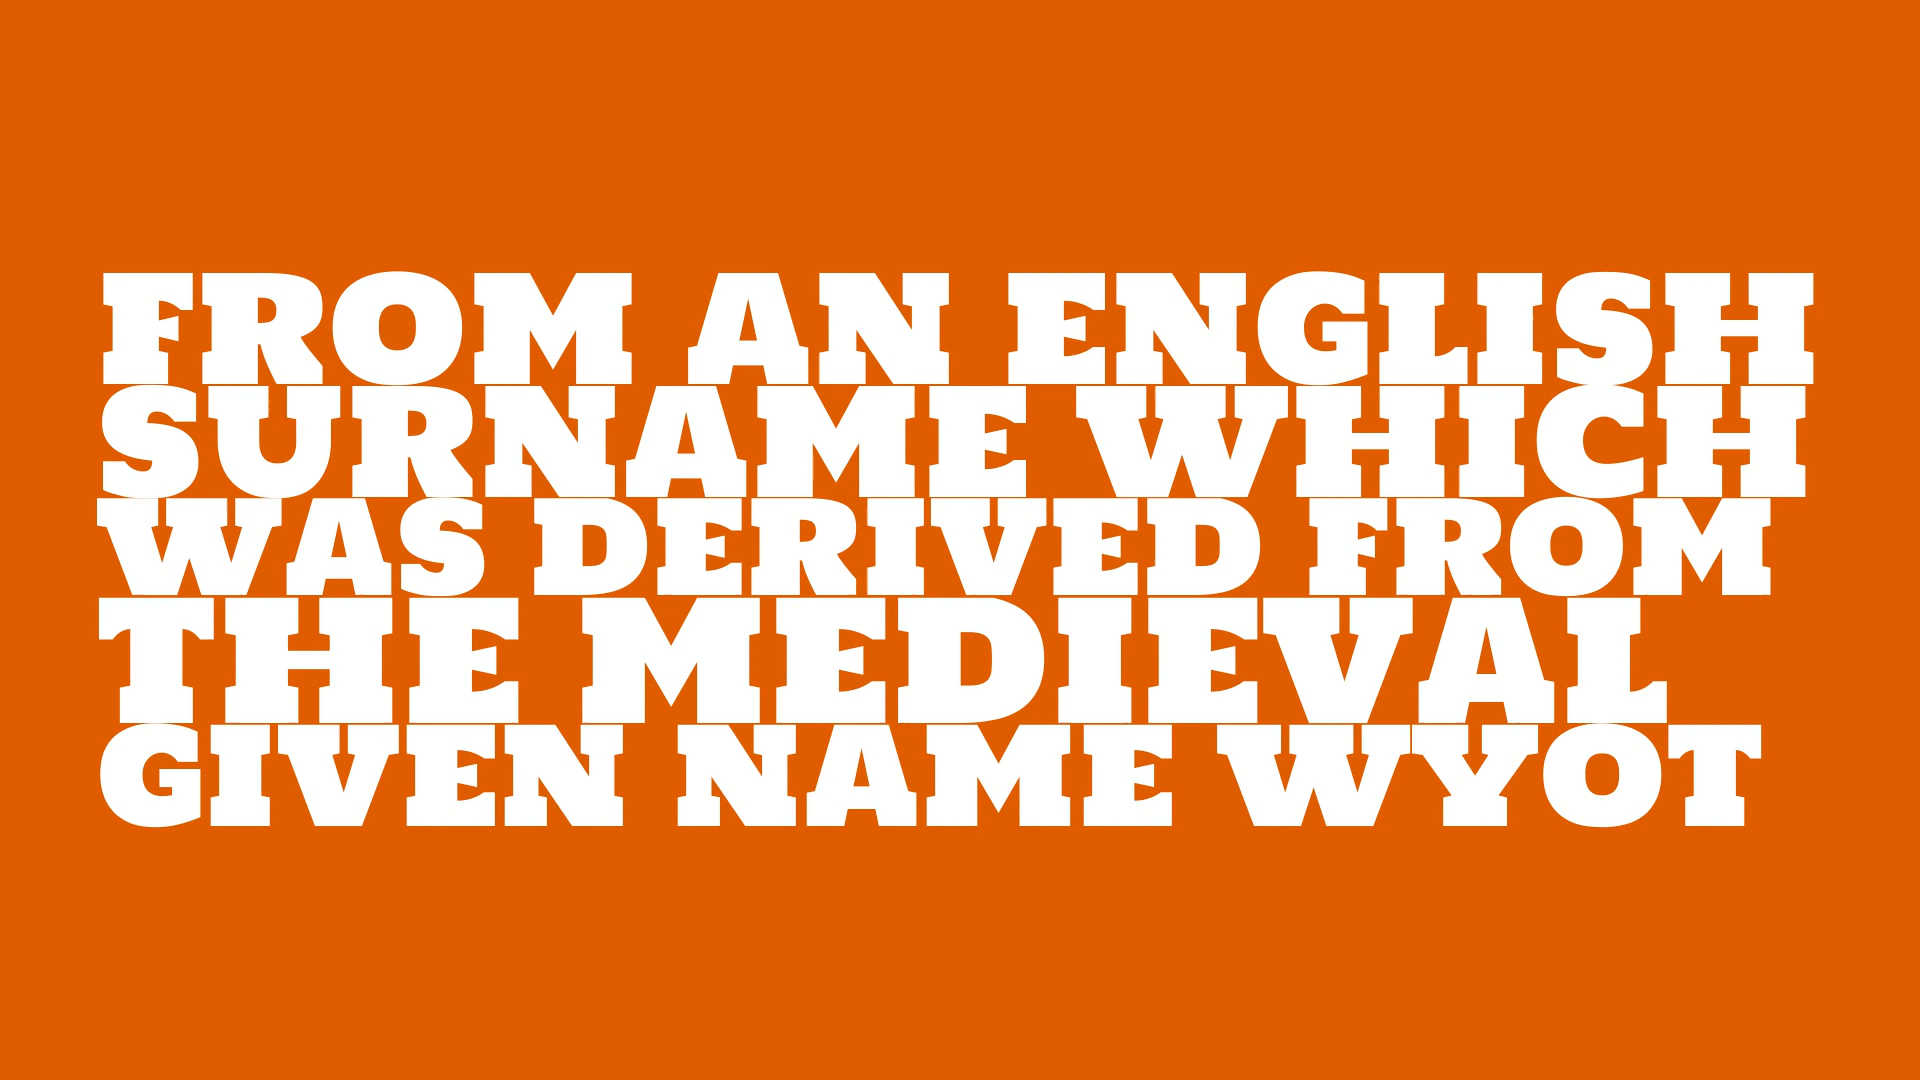 FROM AN ENGLISH
SURNAME WHICH
WAS DERIVED FROM
THE MEDIEVAL
GIVEN NAME WYOT